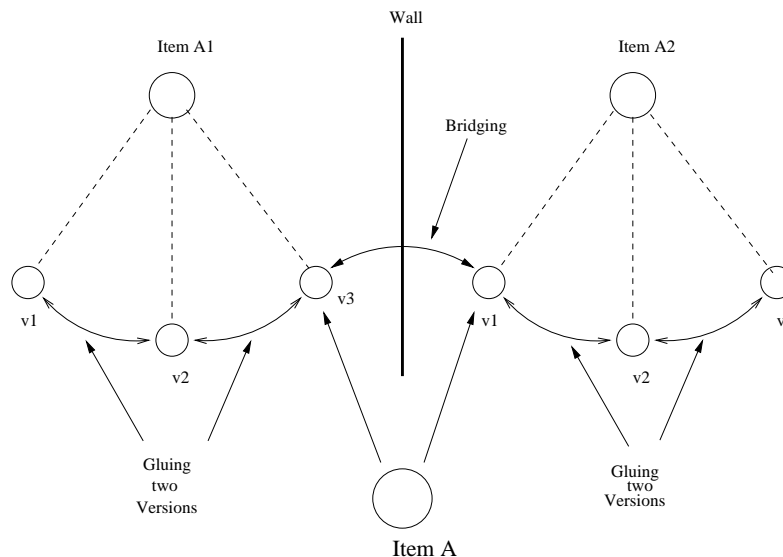 Wall
Item A1
Item A2
Bridging
v3
v1
v1
v
v2
v2
Gluing
two
Versions
Gluing
two
Versions
Item A